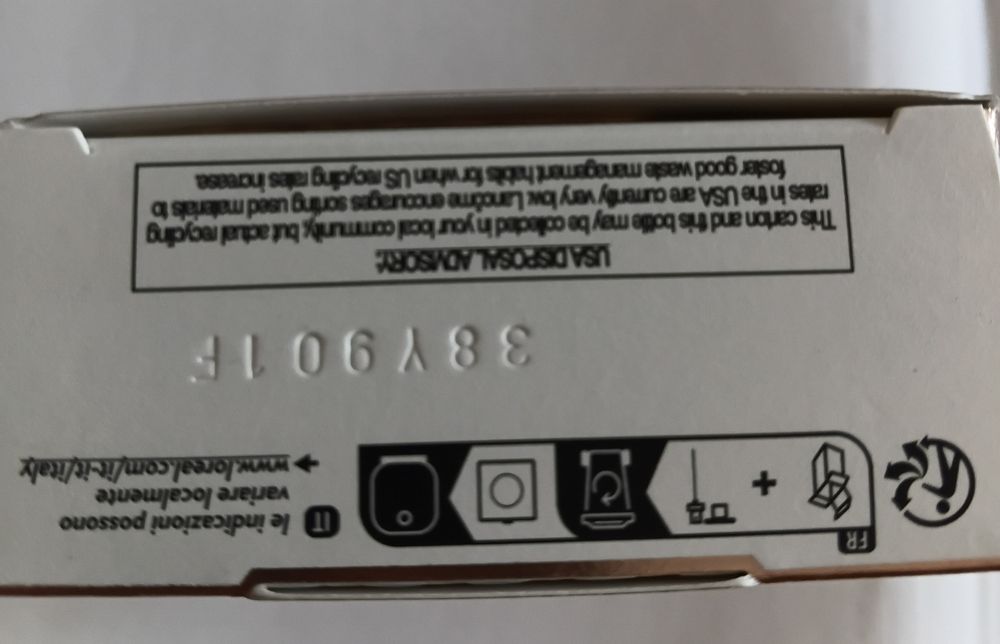 FR
IT le indicazioni possono
variare localmente
➔ www.loreal.com/it-it/italy
38Y901F
USA DISPOSAL ADVISORY:
This carton and this bottle may be collected in your local community, but actual recycling
rates in the USA are currently very low. Lancôme encourages sorting used materials to
foster good waste management habits for when US recycling rates increase.